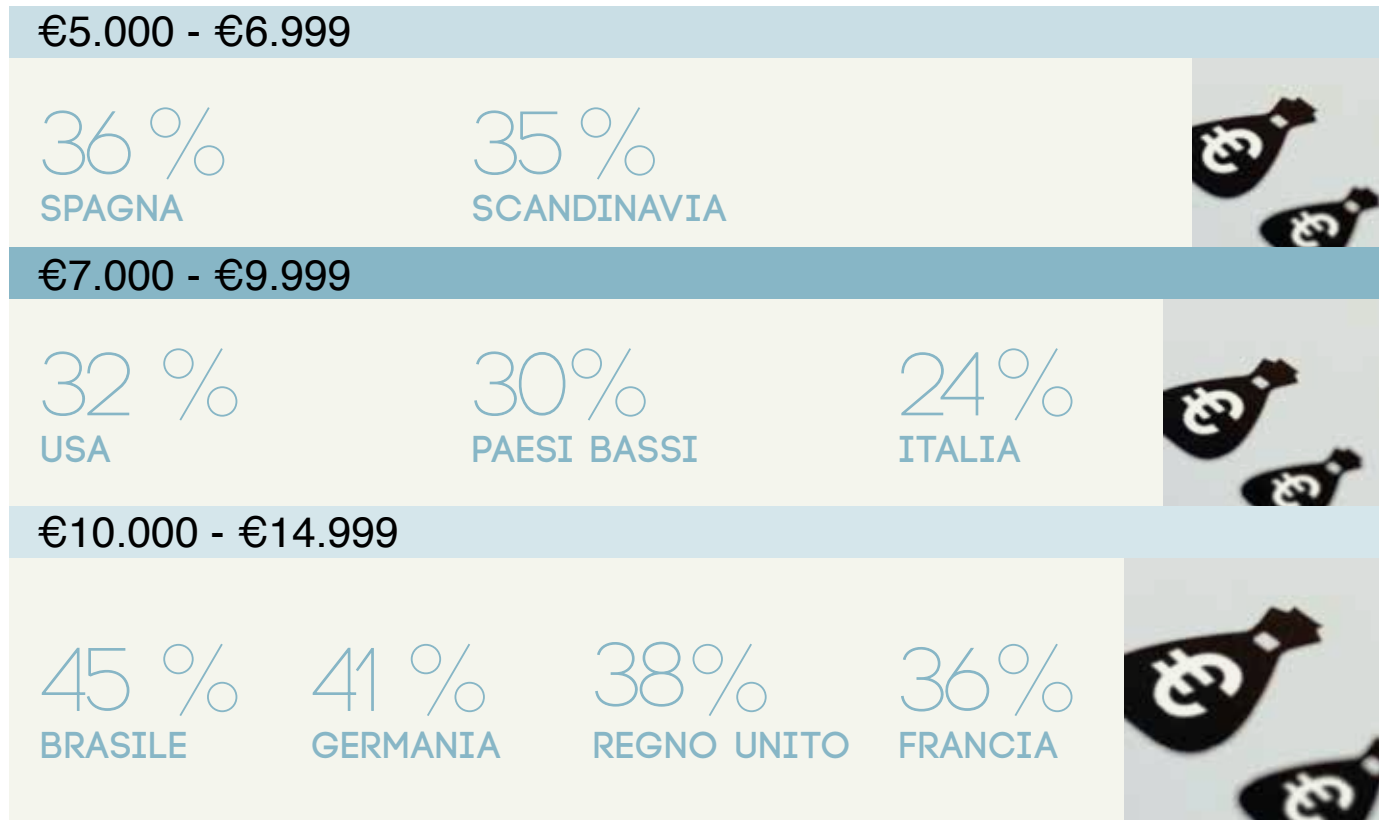 €5.000 - €6.999
36 % 35 %
SPAGNA SCANDINAVIA
€7.000 - €9.999
32 % 30% 24%
USA PAESI BASSI ITALIA
€10.000 - €14.999
45 % 41 % 38% 36%
BRASILE GERMANIA REGNO UNITO FRANCIA
€
€
€
€
€
€